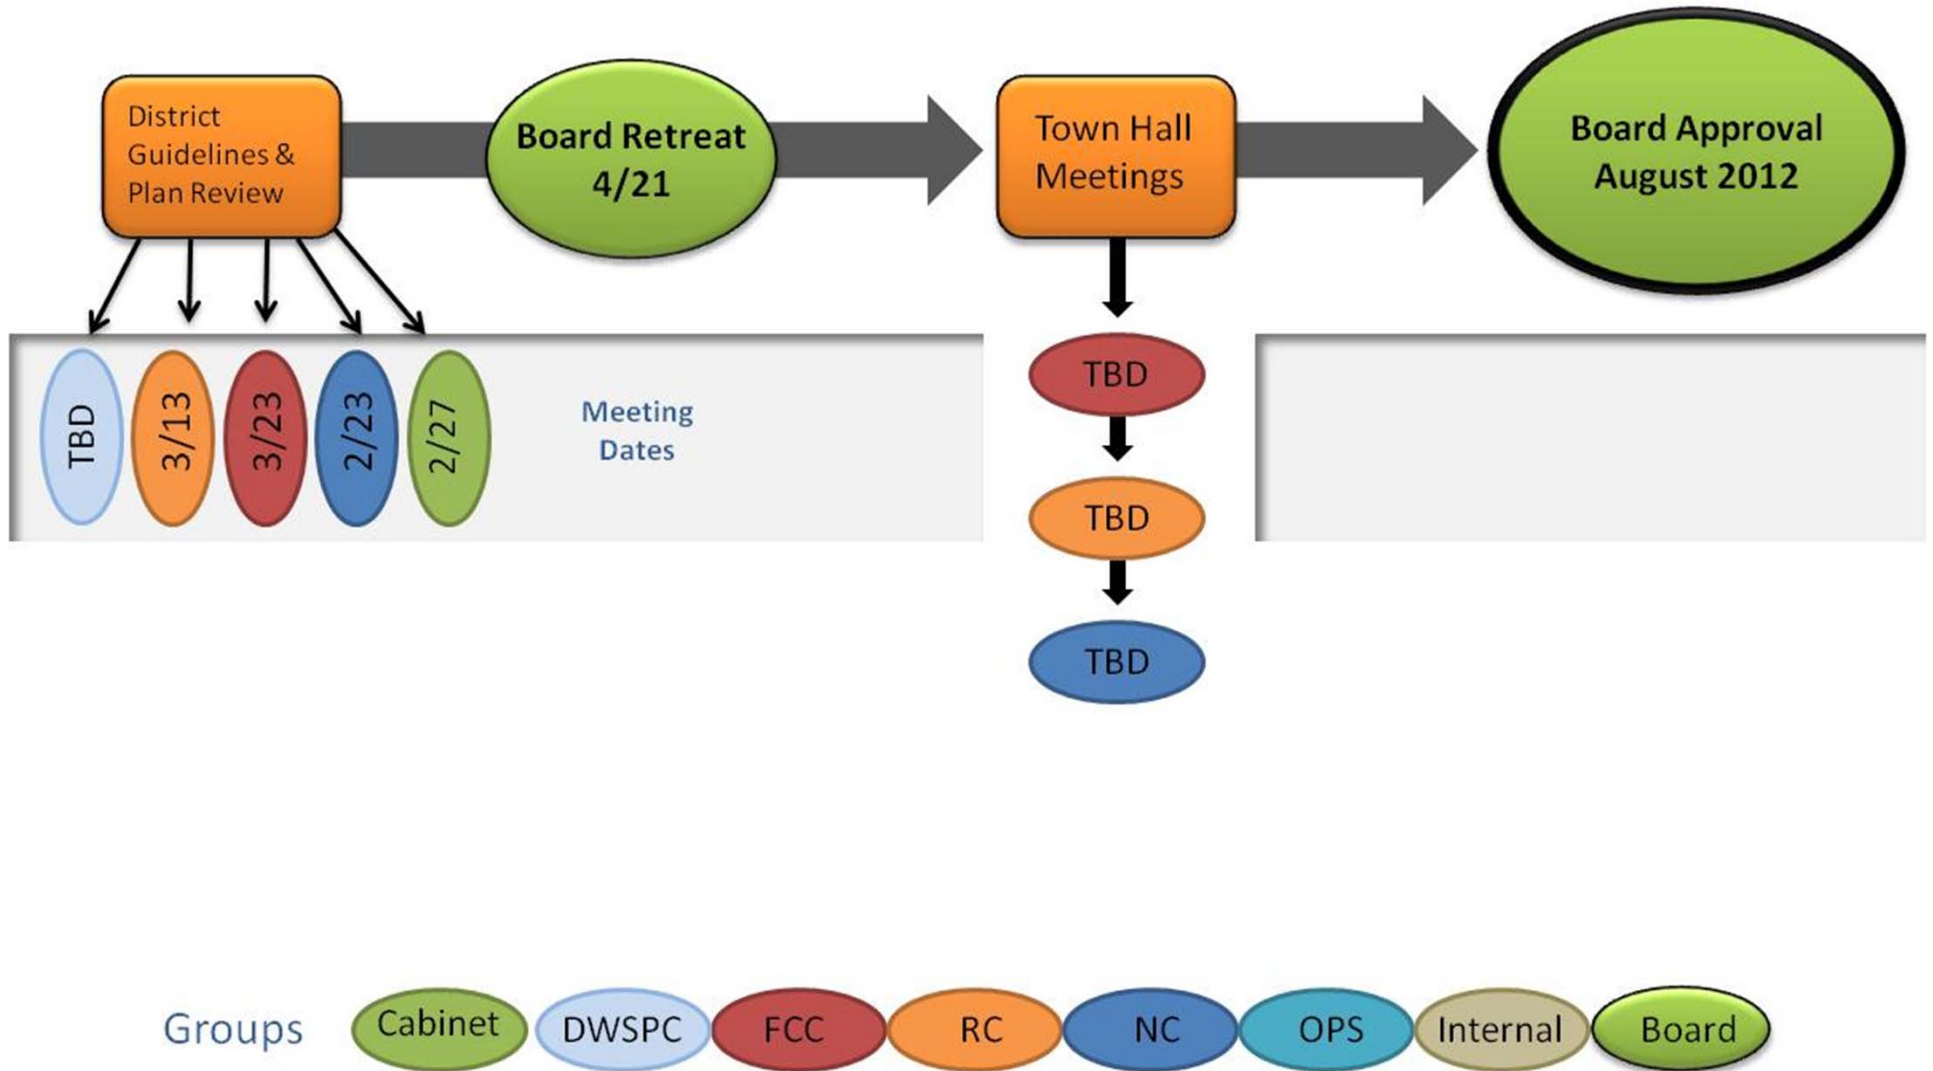 District
Guidelines &
Plan Review
Board Retreat
4/21
Town Hall
Meetings
Board Approval
August 2012
TBD
3/13
3/23
2/23
2/27
Meeting
Dates
TBD
TBD
TBD
Groups
Cabinet
DWSPC
FCC
RC
NC
OPS
Internal
Board